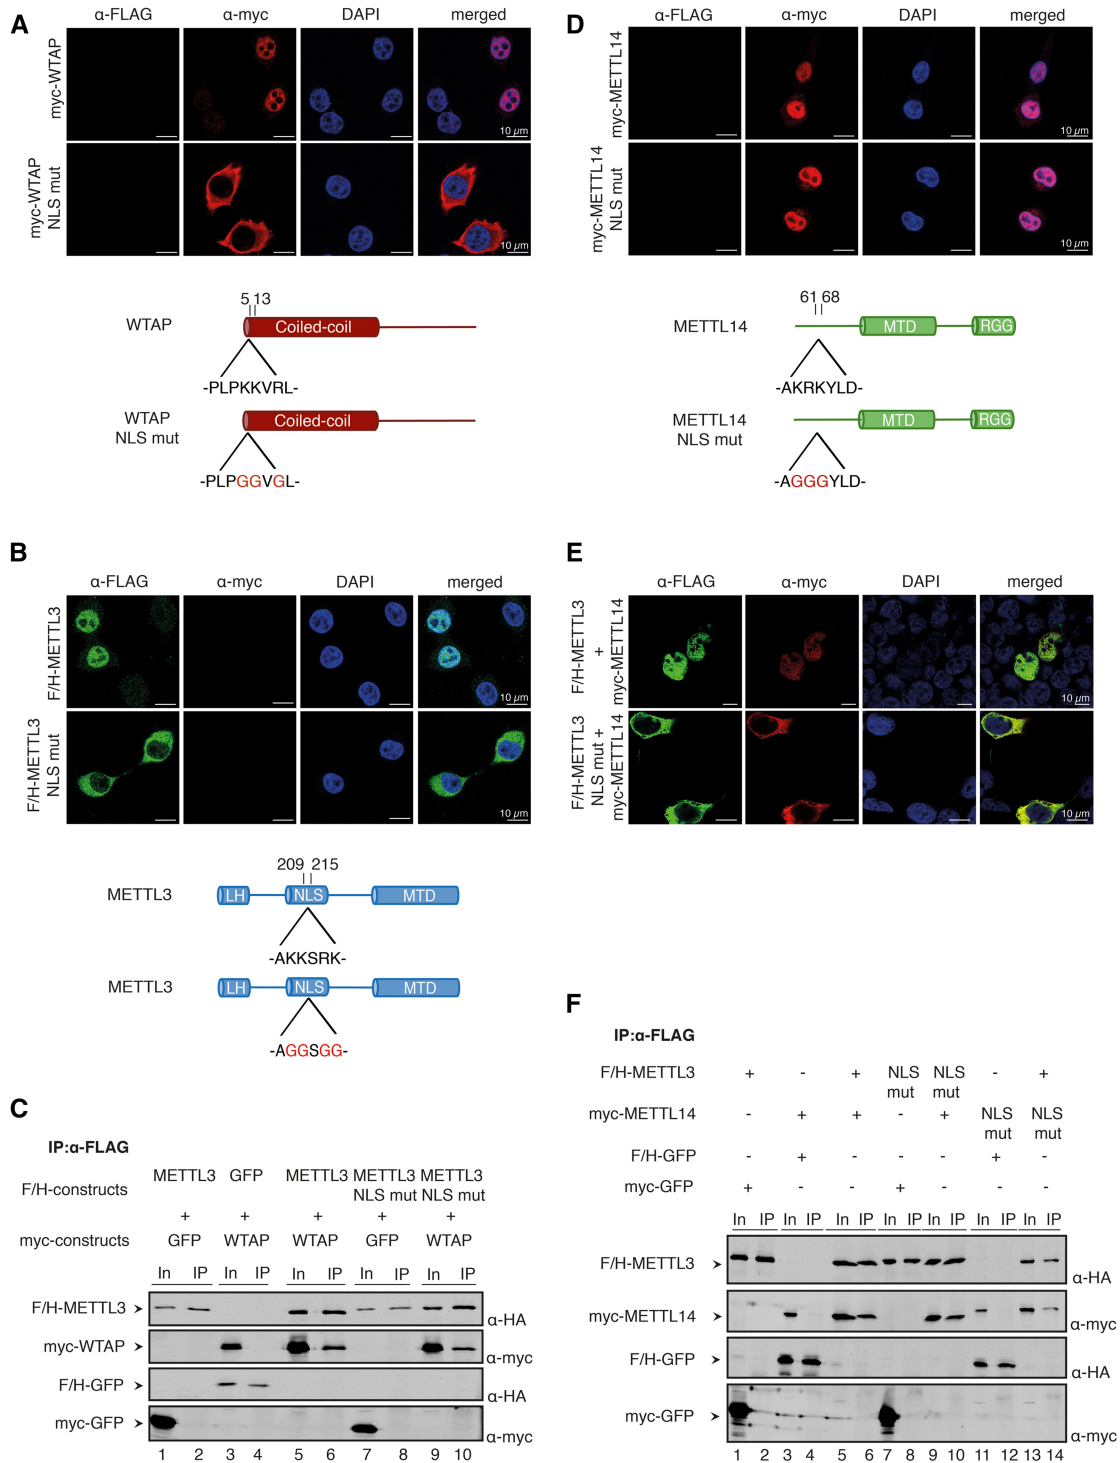 A
α-FLAG α-myc DAPI merged
myc-WTAP
10 µm
myc-WTAP
NLS mut
10 µm
5 13
WTAP Coiled-coil
-PLPKKVRL-
WTAP
NLS mut
Coiled-coil
-PLPGGVGL-
B
α-FLAG α-myc DAPI merged
F/H-METTL3
10 µm
F/H-METTL3
NLS mut
10 µm
209 215
METTL3 LH NLS MTD
-AKKSRK-
METTL3 LH NLS MTD
-AGGSGG-
C
IP:α-FLAG
F/H-constructs METTL3 GFP METTL3 METTL3 NLS mut METTL3 NLS mut
+ + + + +
myc-constructs GFP WTAP WTAP GFP WTAP
In IP In IP In IP In IP In IP
F/H-METTL3 α-HA
myc-WTAP α-myc
F/H-GFP α-HA
myc-GFP α-myc
1 2 3 4 5 6 7 8 9 10
D
α-FLAG α-myc DAPI merged
myc-METTL14
10 µm
myc-METTL14
NLS mut
10 µm
61 68
METTL14 MTD RGG
-AKRKYLD-
METTL14
NLS mut
MTD RGG
-AGGGYLD-
E
α-FLAG α-myc DAPI merged
F/H-METTL3
+
myc-METTL14
10 µm
F/H-METTL3
NLS mut +
myc-METTL14
10 µm
F
IP:α-FLAG
F/H-METTL3 + - + NLS mut NLS mut - +
myc-METTL14 - + + - + NLS mut NLS mut
F/H-GFP - + - - - + -
myc-GFP + - - + - - -
In IP In IP In IP In IP In IP In IP In IP
F/H-METTL3 α-HA
myc-METTL14 α-myc
F/H-GFP α-HA
myc-GFP α-myc
1 2 3 4 5 6 7 8 9 10 11 12 13 14